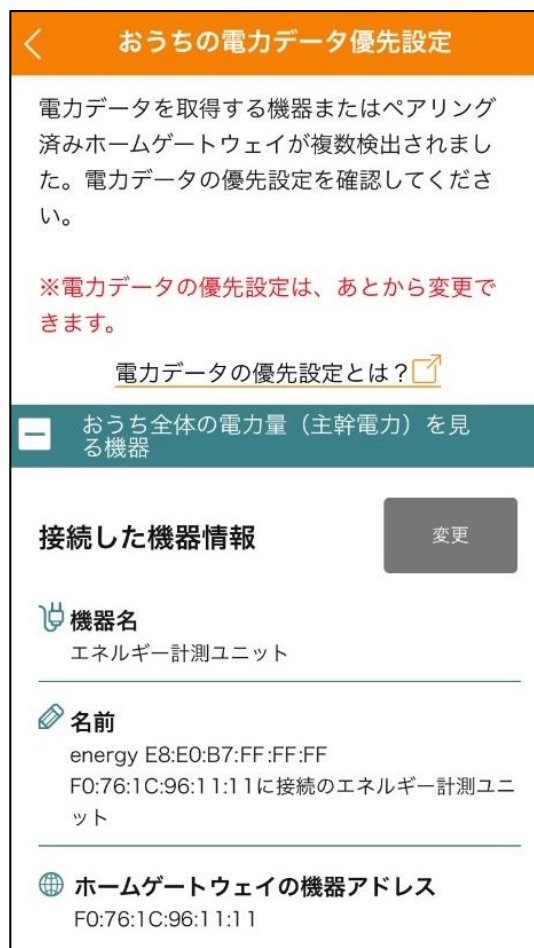 おうちの電力データ優先設定
電力データを取得する機器またはペアリング
済みホームゲートウェイが複数検出されまし
た。電力データの優先設定を確認してくださ
い。
※電力データの優先設定は、あとから変更で
きます。
電力データの優先設定とは？
おうち全体の電力量（主幹電力）を見
る機器
接続した機器情報
変更
機器名
エネルギー計測ユニット
名前
energy E8:E0:B7:FF:FF:FF
F0:76:1C:96:11:11に接続のエネルギー計測ユニ
ット
ホームゲートウェイの機器アドレス
F0:76:1C:96:11:11